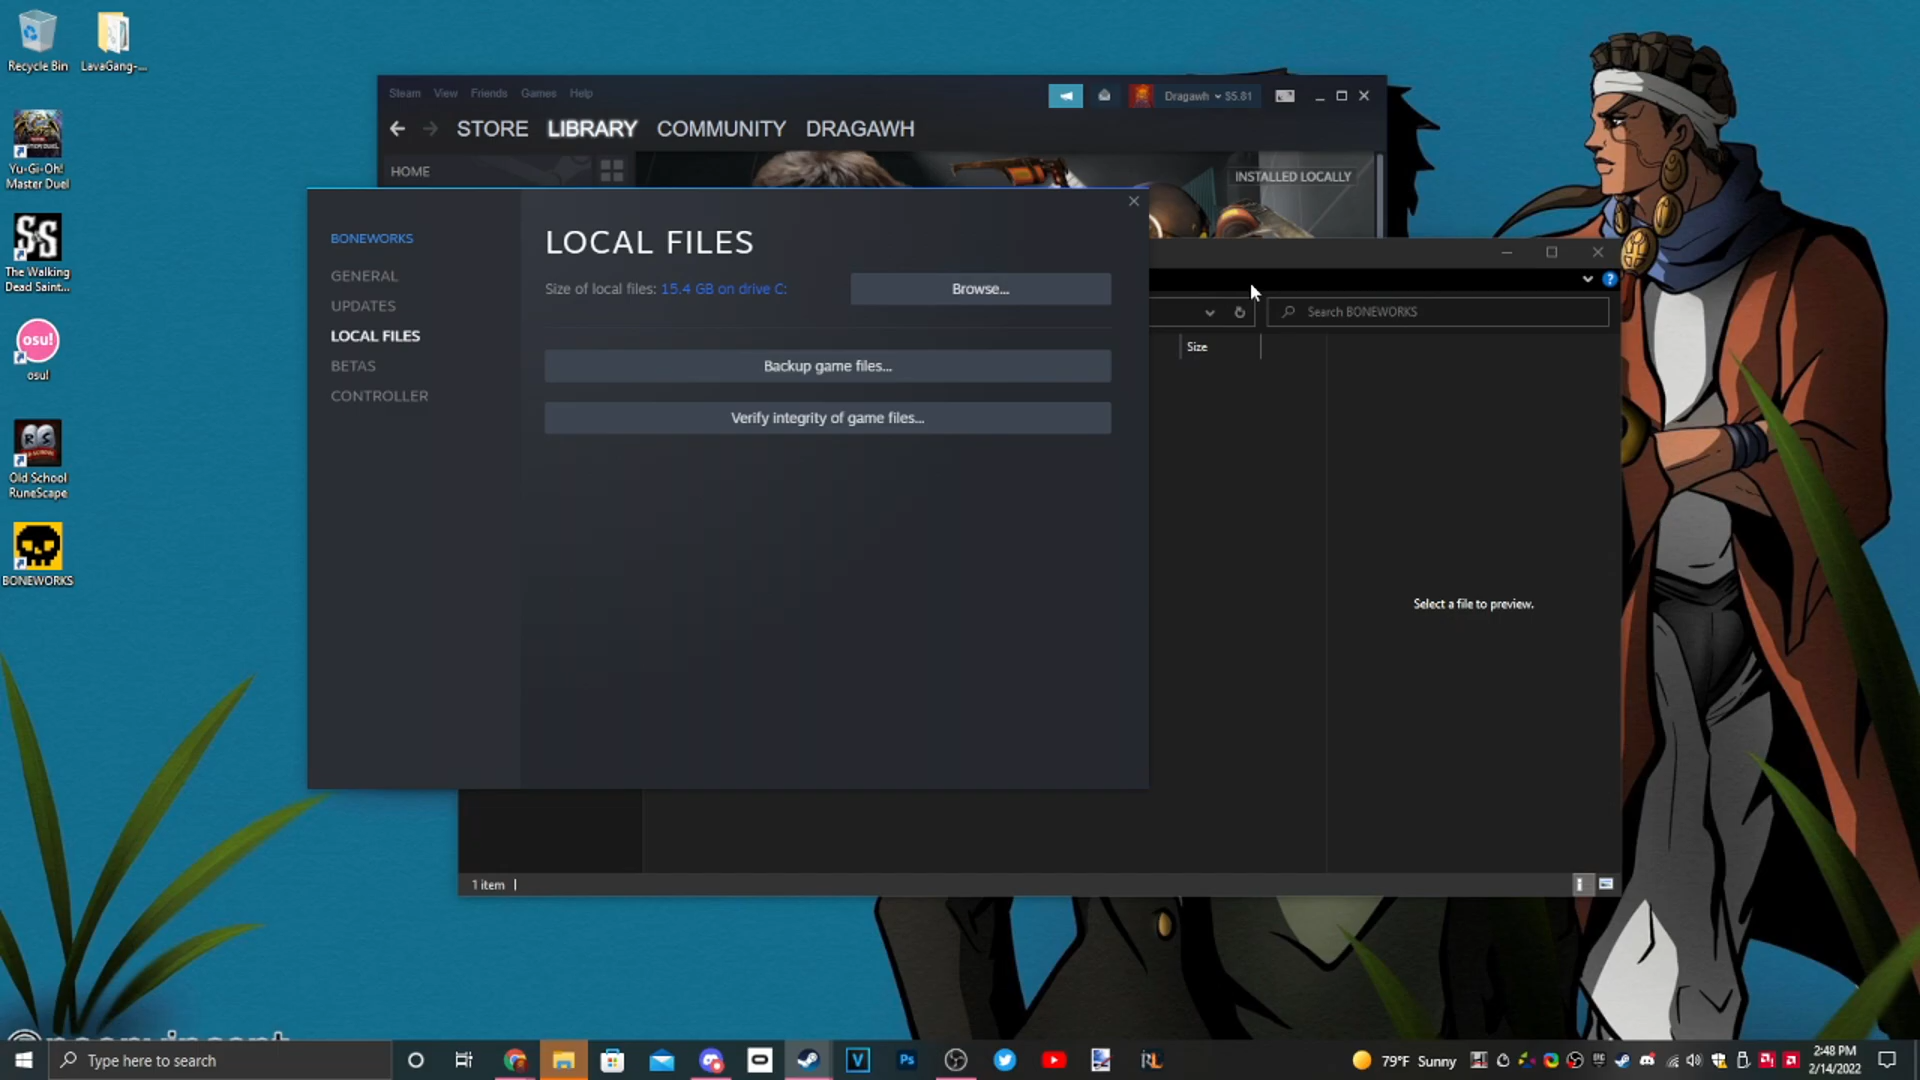 Recycle Bin
LavaGang-...
Yu-Gi-Oh!
Master Duel
SS
The Walking
Dead Saint...
osu!
osu!
RS
Old School
RuneScape
BONEWORKS
Steam View Friends Games Help
Dragawh $5.81
STORE LIBRARY COMMUNITY DRAGAWH
HOME
INSTALLED LOCALLY
BONEWORKS
GENERAL
UPDATES
LOCAL FILES
BETAS
CONTROLLER
LOCAL FILES
Size of local files: 15.4 GB on drive C:
Browse...
Backup game files...
Verify integrity of game files...
Search BONEWORKS
Size
Select a file to preview.
1 item
Type here to search
V
Ps
RL
79°F Sunny
2:48 PM
2/14/2022